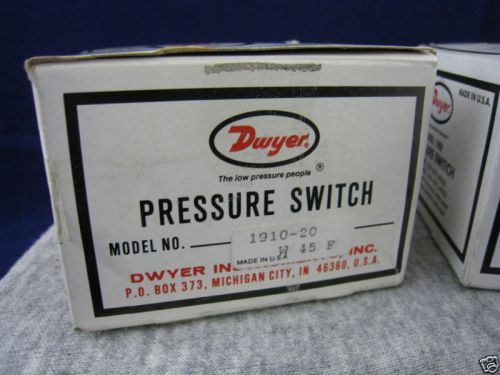 Dwyer®
The low pressure people
PRESSURE SWITCH
MODEL NO. 1910-20
W 45 F
MADE IN U.S.A
DWYER INC.
P.O. BOX 373, MICHIGAN CITY, IN 46360, U.S.A.
MADE IN U.S.A.
SWITCH